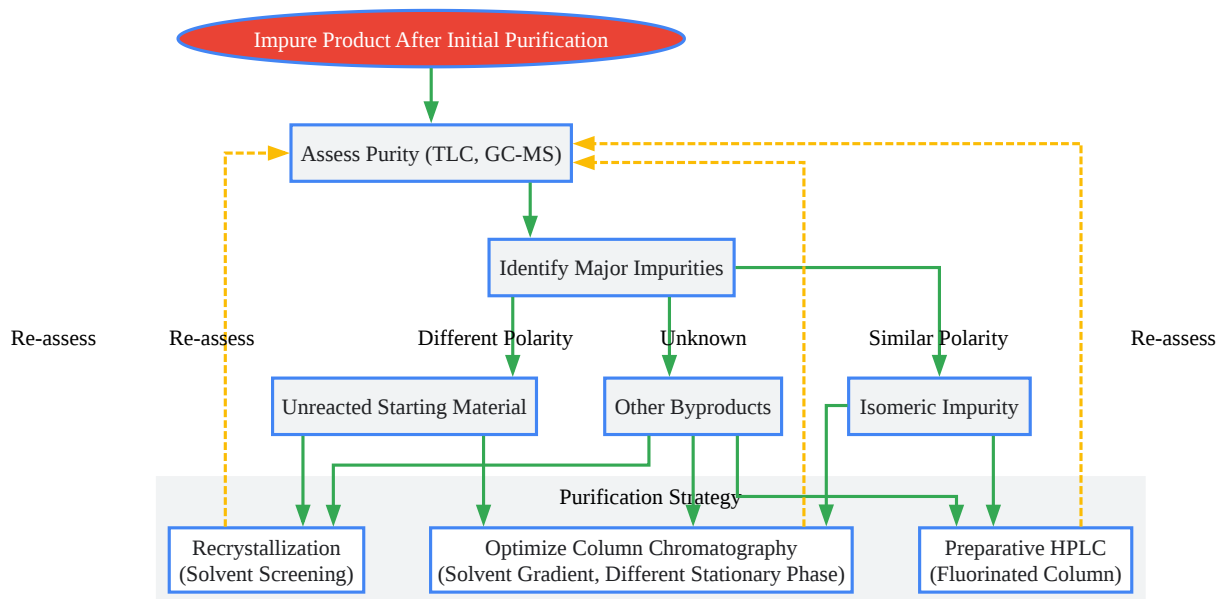 Impure Product After Initial Purification
Assess Purity (TLC, GC-MS)
Identify Major Impurities
Re-assess
Re-assess
Different Polarity
Unknown
Similar Polarity
Re-assess
Unreacted Starting Material
Other Byproducts
Isomeric Impurity
Purification Strategy
Recrystallization
(Solvent Screening)
Optimize Column Chromatography
(Solvent Gradient, Different Stationary Phase)
Preparative HPLC
(Fluorinated Column)